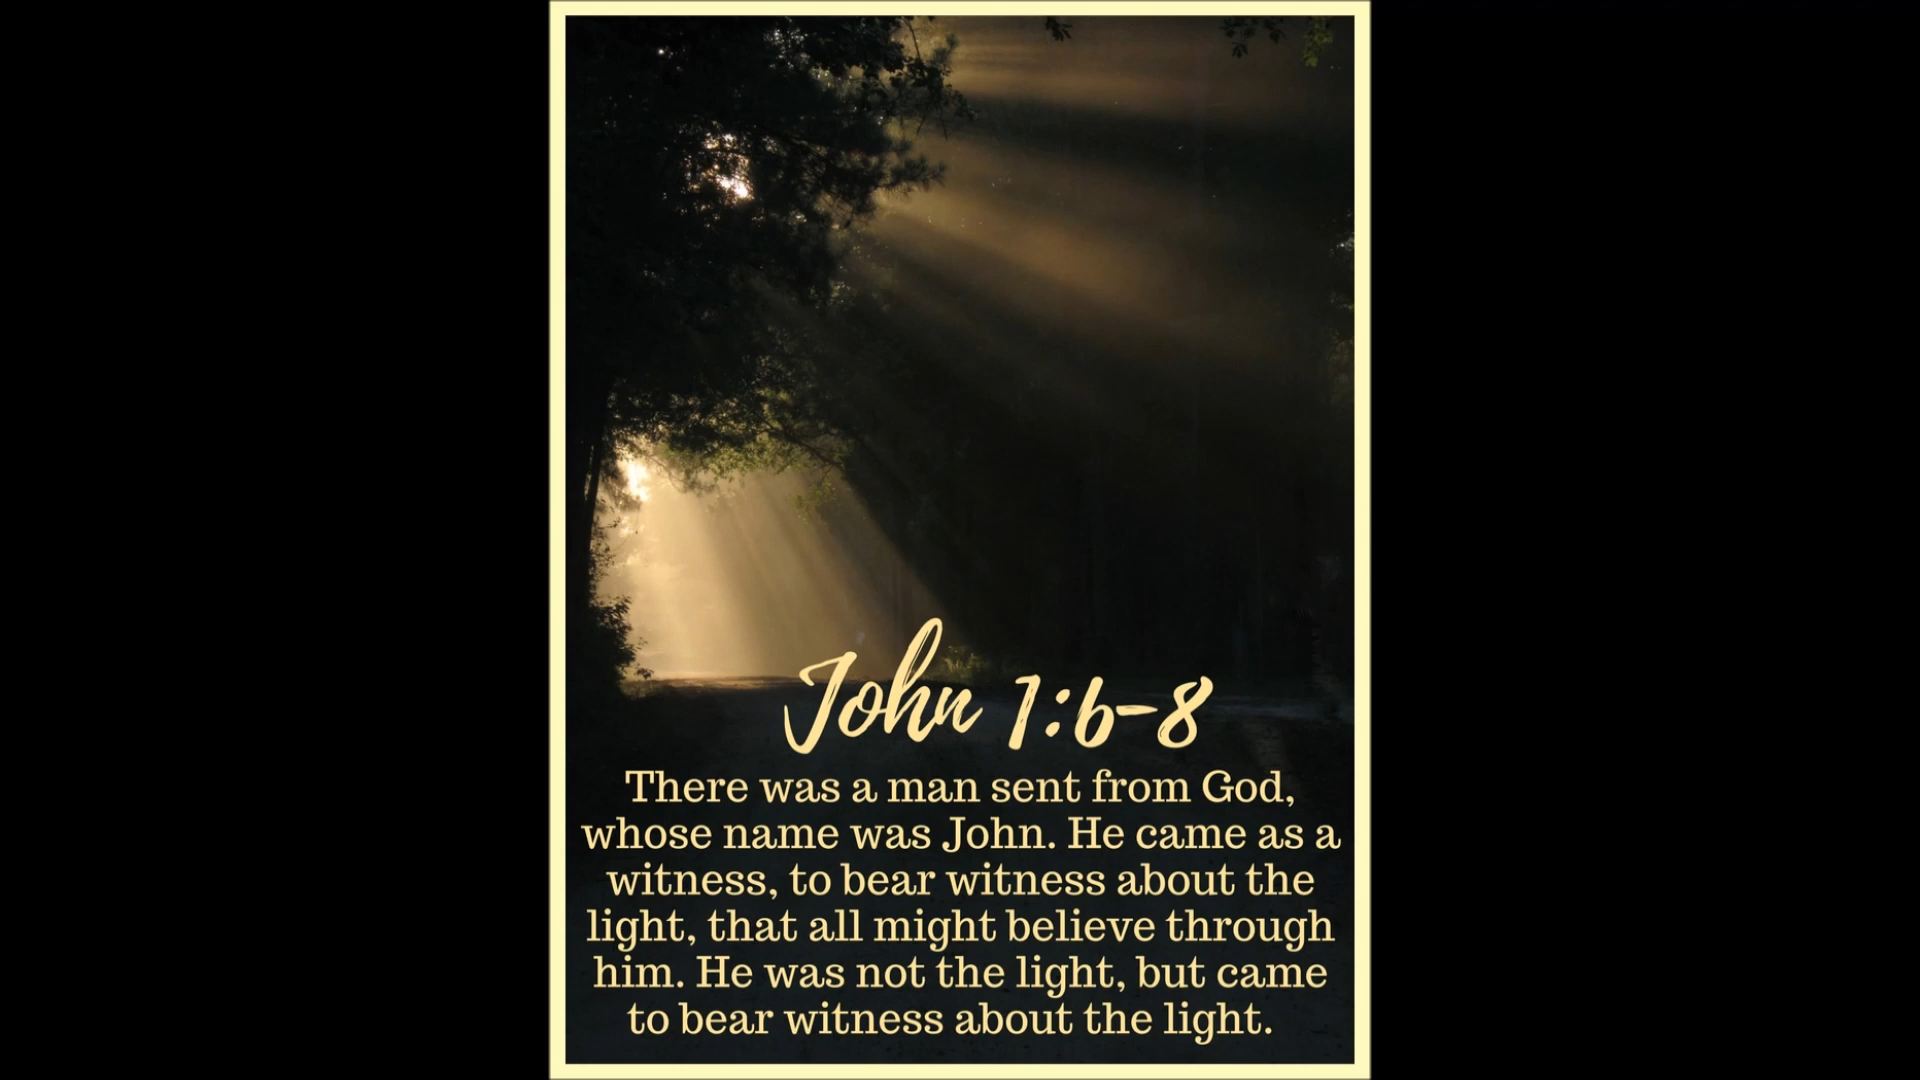 John 1:6-8
There was a man sent from God,
whose name was John. He came as a
witness, to bear witness about the
light, that all might believe through
him. He was not the light, but came
to bear witness about the light.